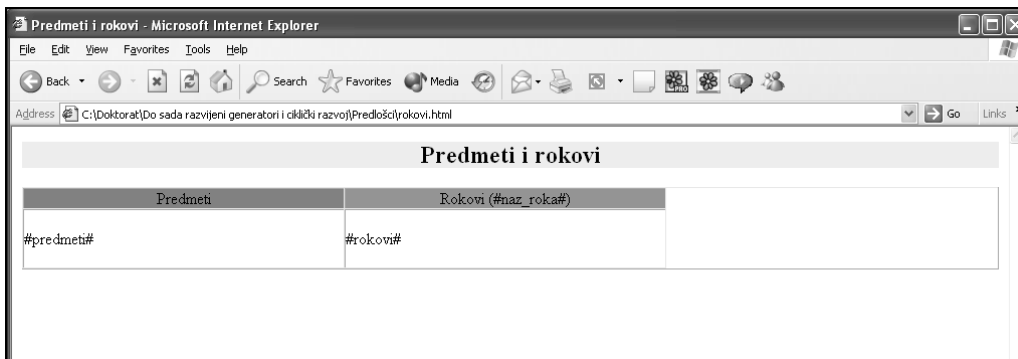 Predmeti i rokovi - Microsoft Internet Explorer
File Edit View Favorites Tools Help
Back Search Favorites Media
Address C:\Doktorat\Do sada razvijeni generatori i ciklički razvoj\Predlošci\rokovi.html Go Links
Predmeti i rokovi
Predmeti Rokovi (#naz_roka#)
#predmeti# #rokovi#